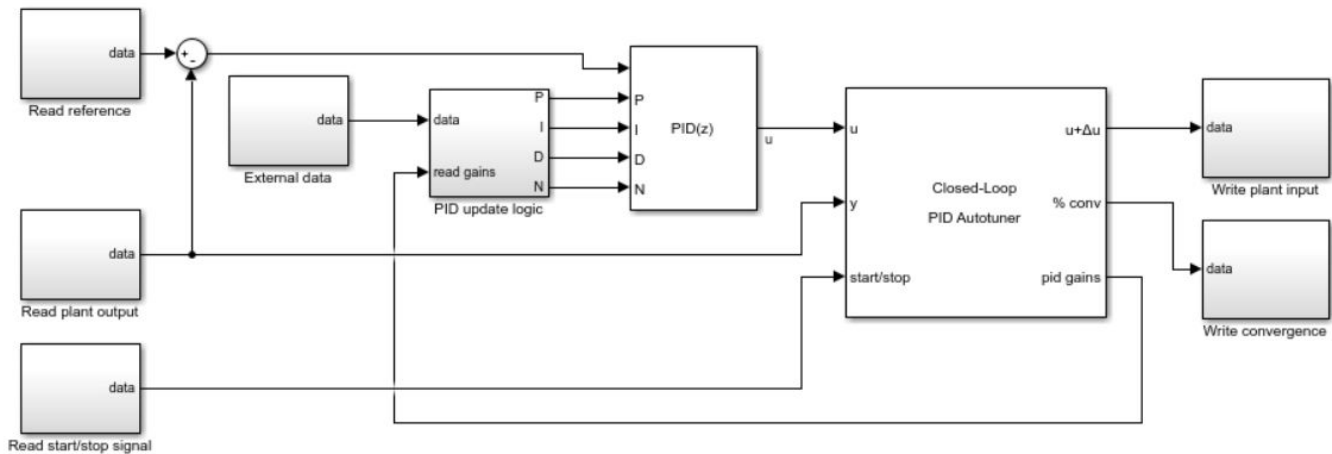 data
Read reference
+
-
data
External data
data
read gains
P
I
D
N
PID update logic
P
I
D
N
PID(z)
u
u
y
start/stop
Closed-Loop
PID Autotuner
u+Δu
% conv
pid gains
data
Write plant input
data
Write convergence
data
Read plant output
data
Read start/stop signal